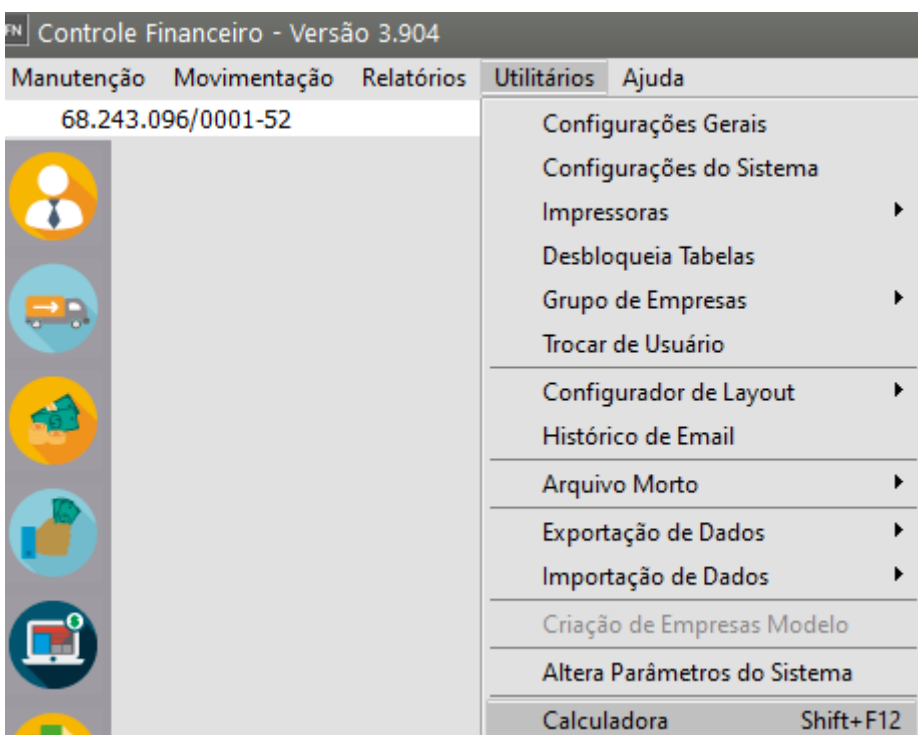 FN Controle Financeiro - Versão 3.904
Manutenção Movimentação Relatórios Utilitários Ajuda
68.243.096/0001-52
Configurações Gerais
Configurações do Sistema
Impressoras
Desbloqueia Tabelas
Grupo de Empresas
Trocar de Usuário
Configurador de Layout
Histórico de Email
Arquivo Morto
Exportação de Dados
Importação de Dados
Criação de Empresas Modelo
Altera Parâmetros do Sistema
Calculadora Shift+F12